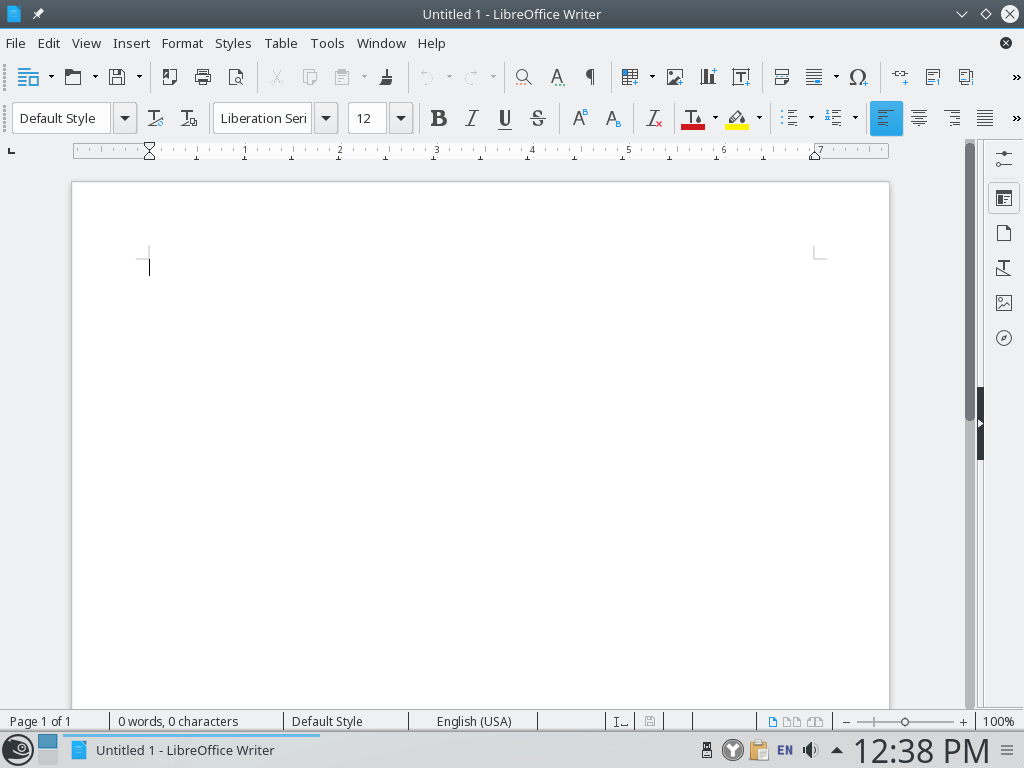 Untitled 1 - LibreOffice Writer
File Edit View Insert Format Styles Table Tools Window Help
Default Style Liberation Seri 12
1 2 3 4 5 6 7
Page 1 of 1 0 words, 0 characters Default Style English (USA) 100%
Untitled 1 - LibreOffice Writer EN 12:38 PM